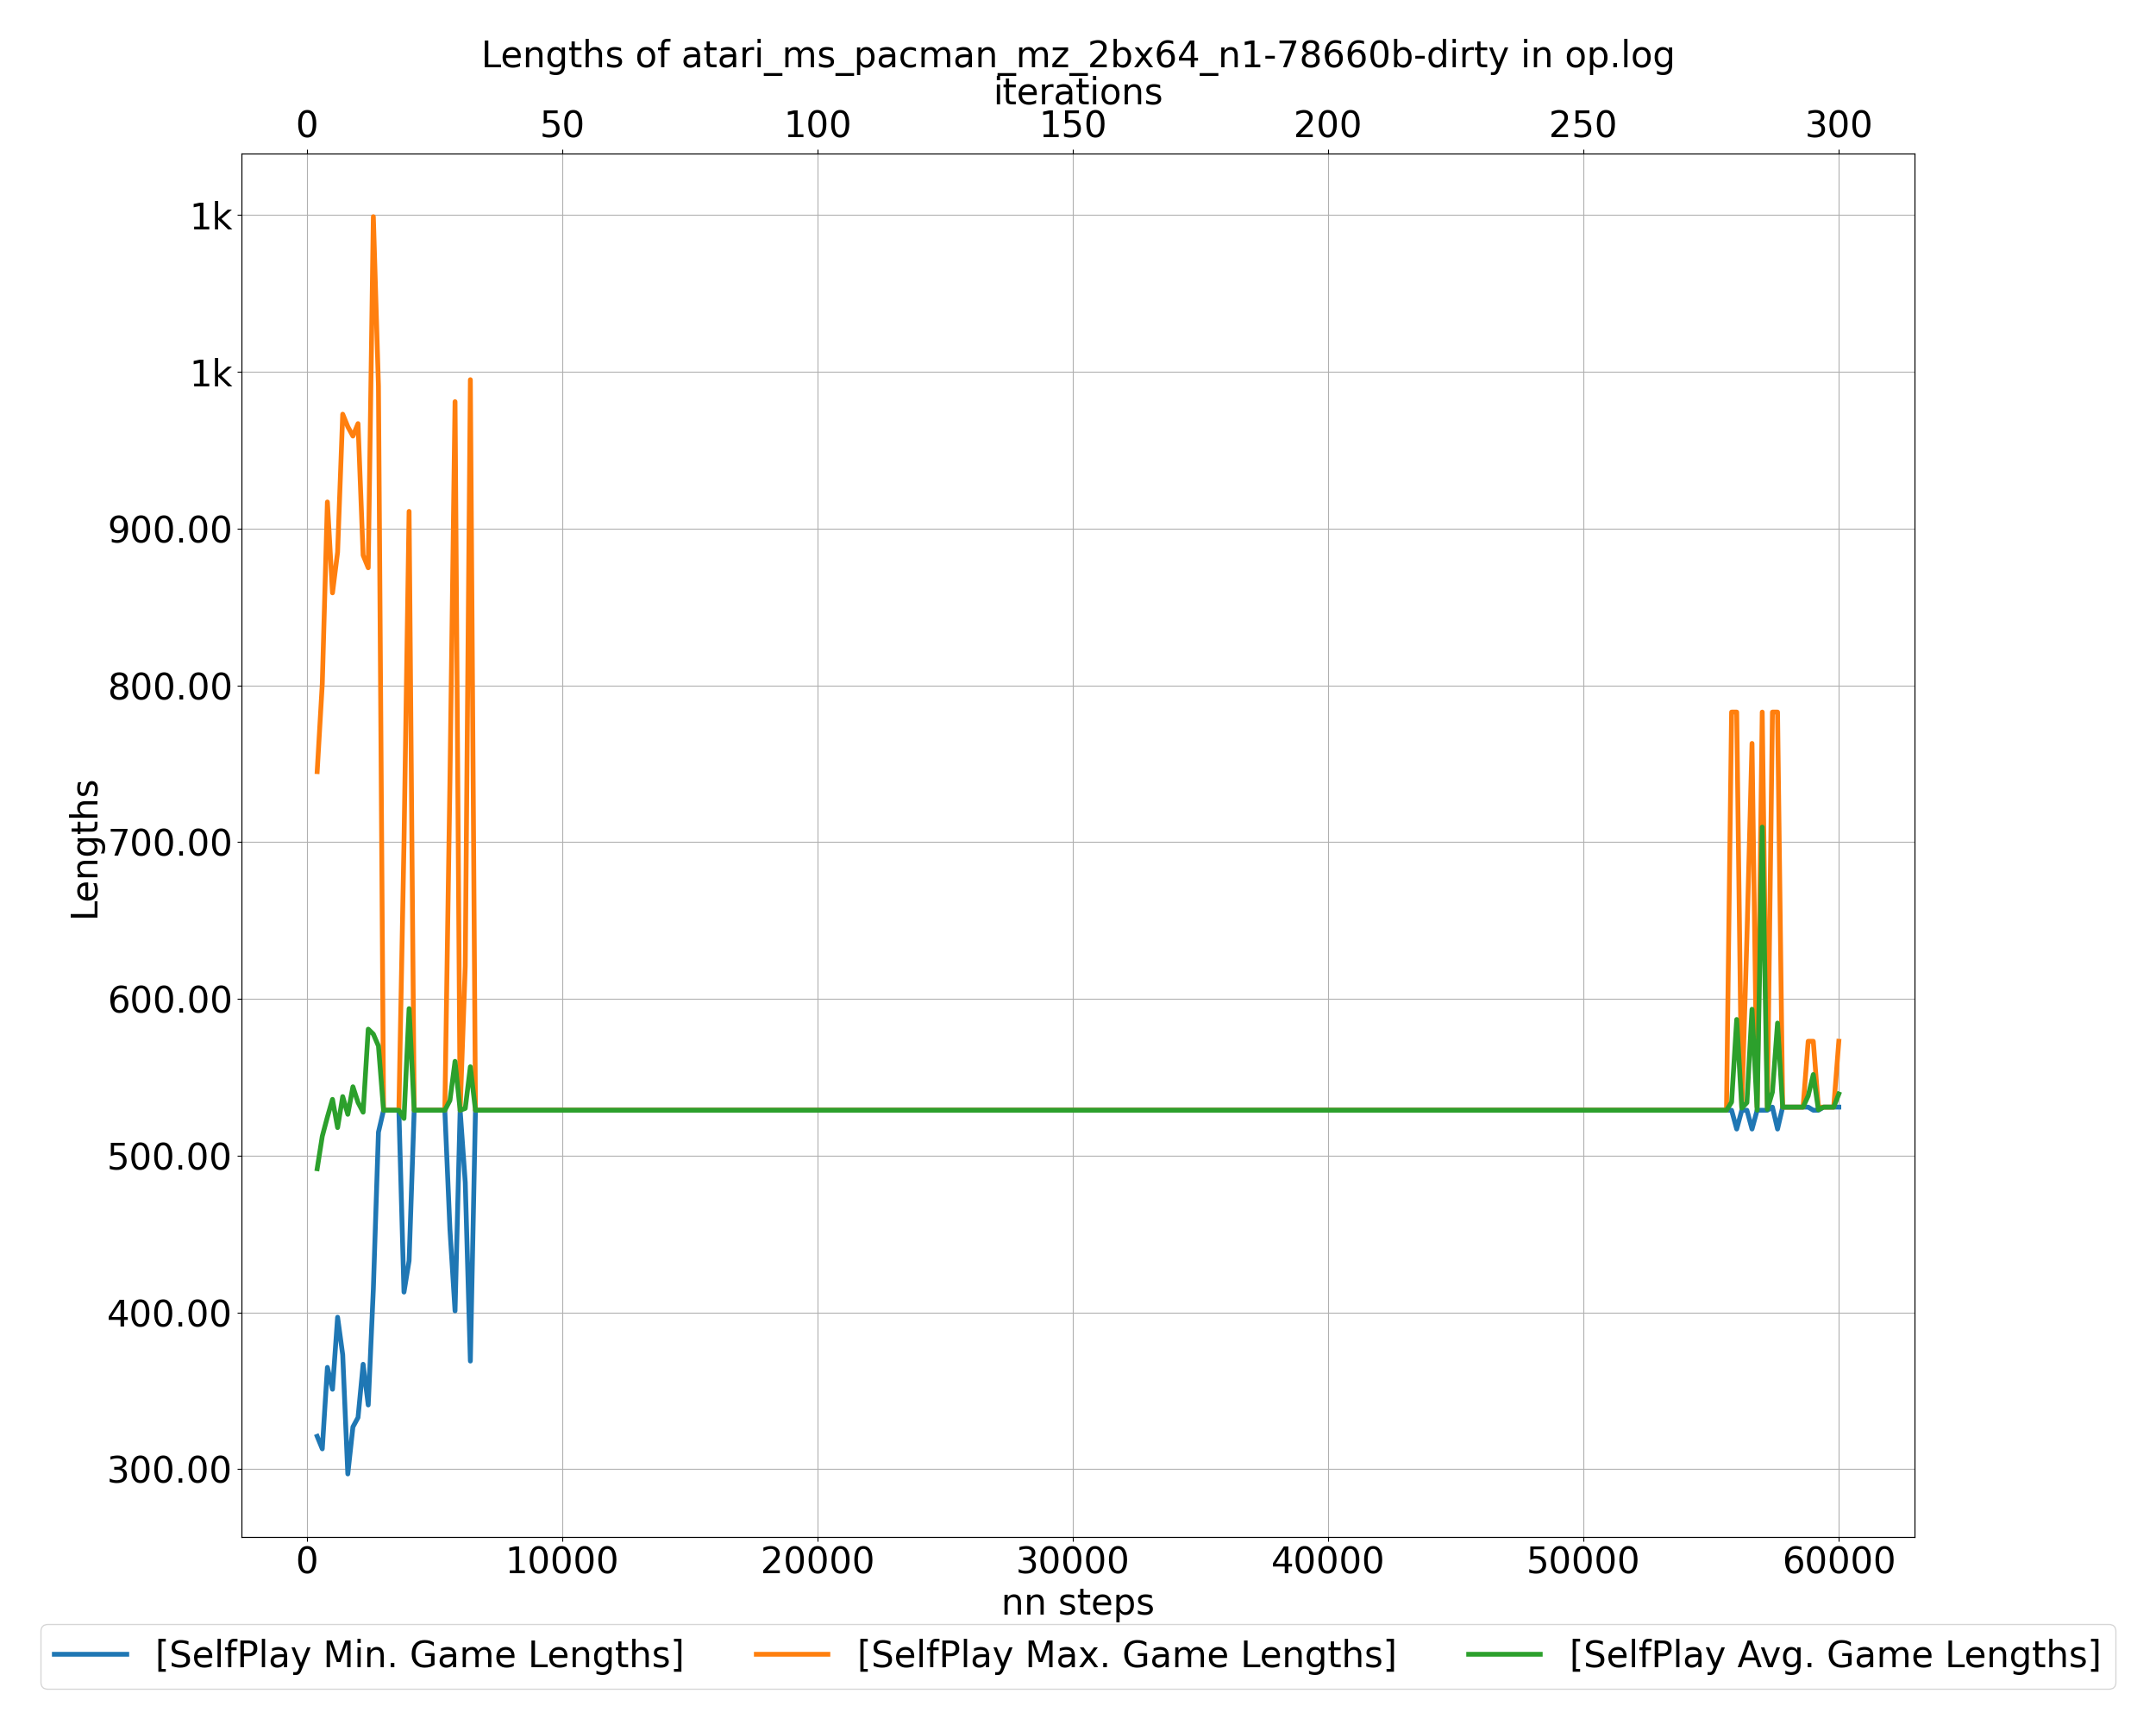 Lengths of atari_ms_pacman_mz_2bx64_n1-78660b-dirty in op.log
iterations
0 50 100 150 200 250 300
1k
1k
900.00
800.00
700.00
600.00
500.00
400.00
300.00
Lengths
0 10000 20000 30000 40000 50000 60000
nn steps
[SelfPlay Min. Game Lengths] [SelfPlay Max. Game Lengths] [SelfPlay Avg. Game Lengths]